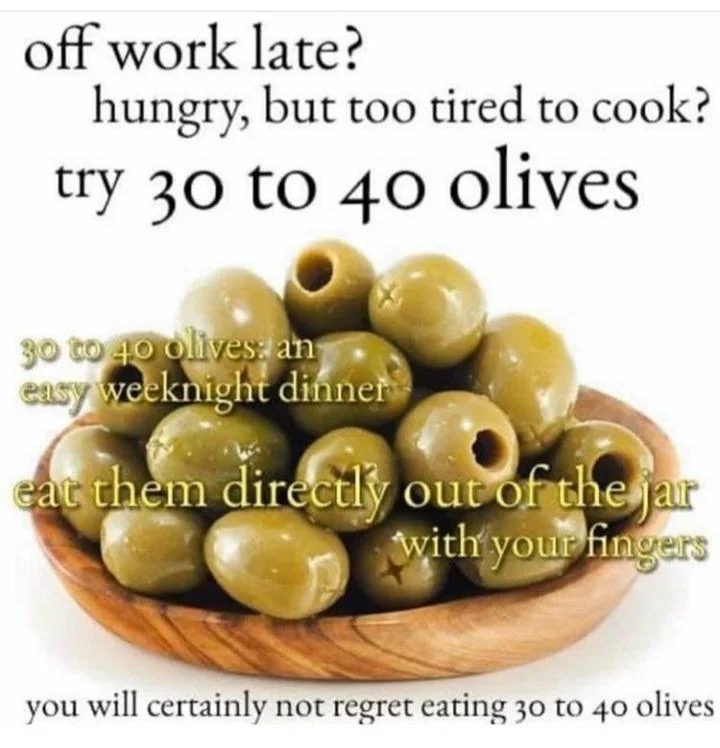 off work late?
hungry, but too tired to cook?
try 30 to 40 olives
30 to 40 olives: an
easy weeknight dinner
eat them directly out of the jar
with your fingers
you will certainly not regret eating 30 to 40 olives